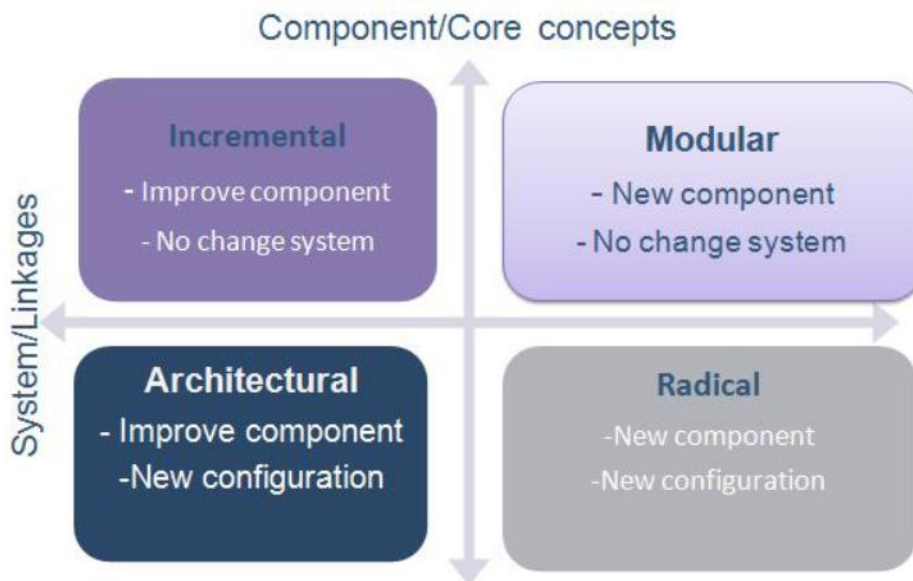 Component/Core concepts
System/Linkages
Incremental
- Improve component
- No change system
Modular
- New component
- No change system
Architectural
- Improve component
-New configuration
Radical
-New component
-New configuration